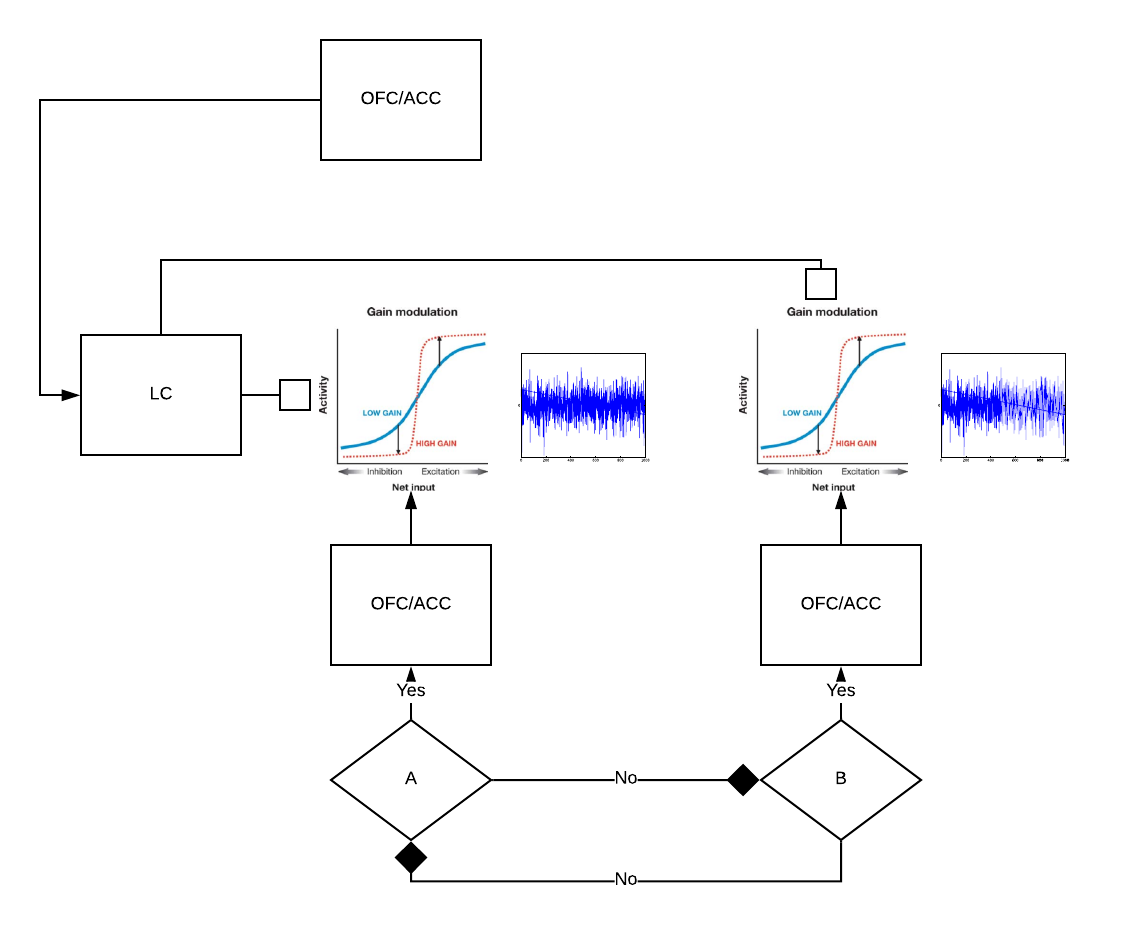 OFC/ACC
LC
Gain modulation
Activity
LOW GAIN
HIGH GAIN
Inhibition Excitation
Net input
Gain modulation
Activity
LOW GAIN
HIGH GAIN
Inhibition Excitation
Net input
OFC/ACC
OFC/ACC
Yes
Yes
A
No
B
No